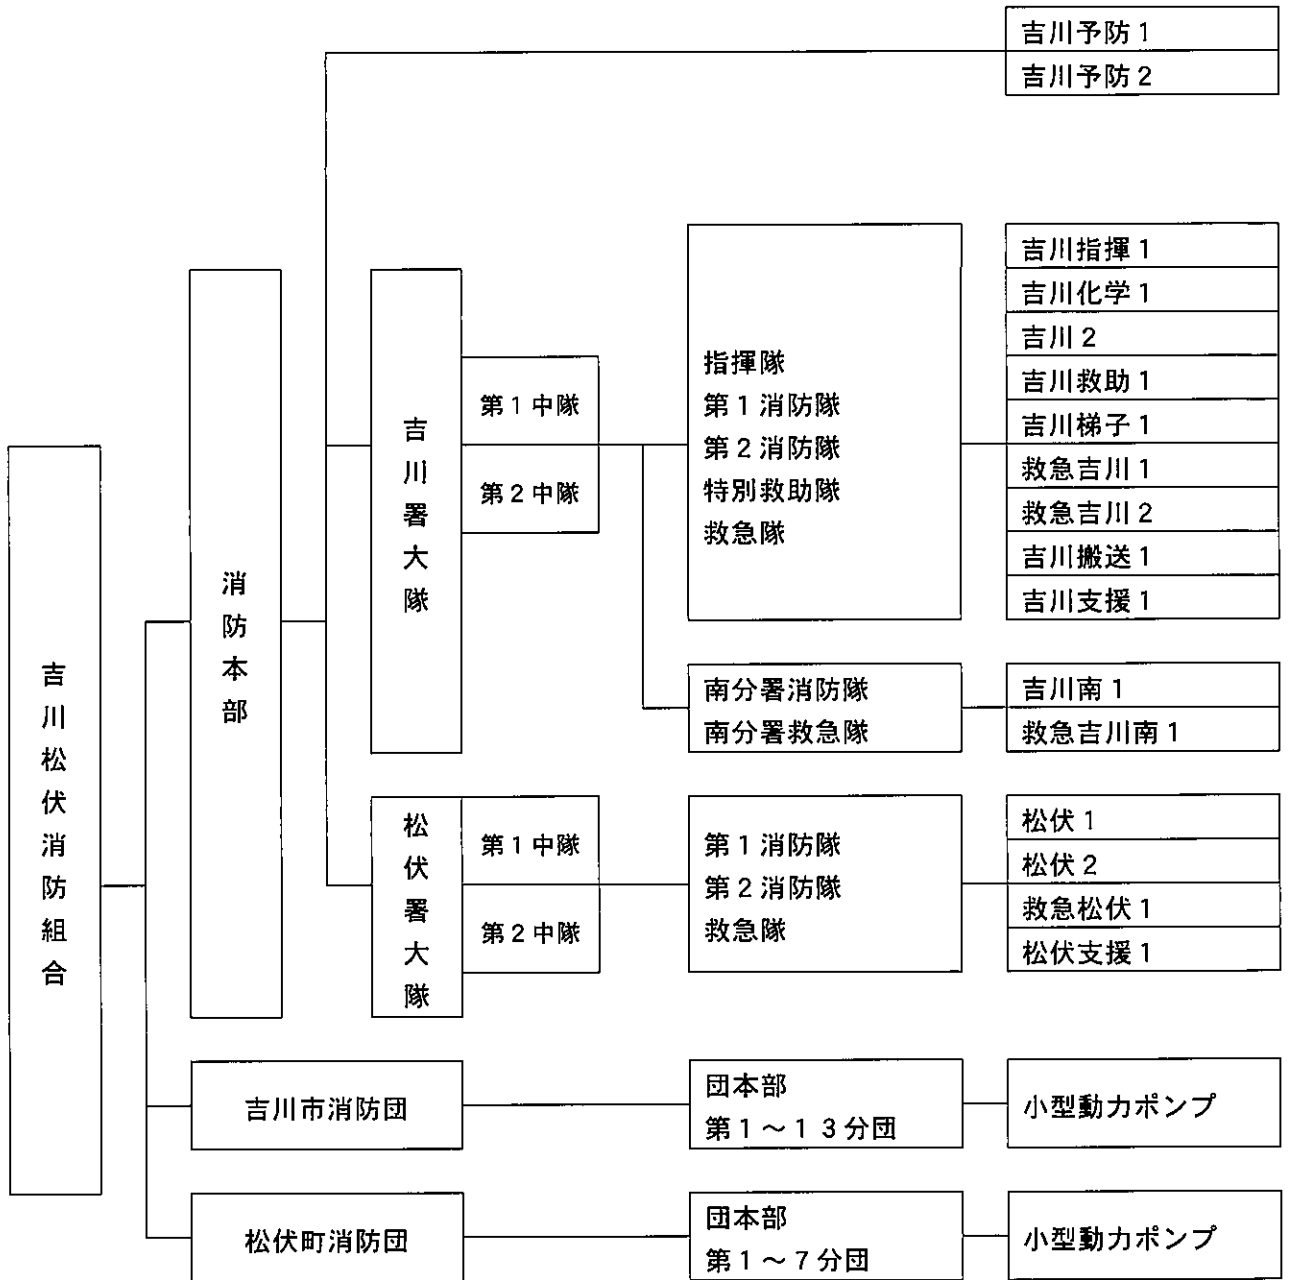 吉川予防１
吉川予防２
吉川松伏消防組合
消防本部
吉川署大隊
第１中隊
第２中隊
指揮隊
第１消防隊
第２消防隊
特別救助隊
救急隊
吉川指揮１
吉川化学１
吉川２
吉川救助１
吉川梯子１
救急吉川１
救急吉川２
吉川搬送１
吉川支援１
南分署消防隊
南分署救急隊
吉川南１
救急吉川南１
松伏署大隊
第１中隊
第２中隊
第１消防隊
第２消防隊
救急隊
松伏１
松伏２
救急松伏１
松伏支援１
吉川市消防団
団本部
第１～１３分団
小型動力ポンプ
松伏町消防団
団本部
第１～７分団
小型動力ポンプ